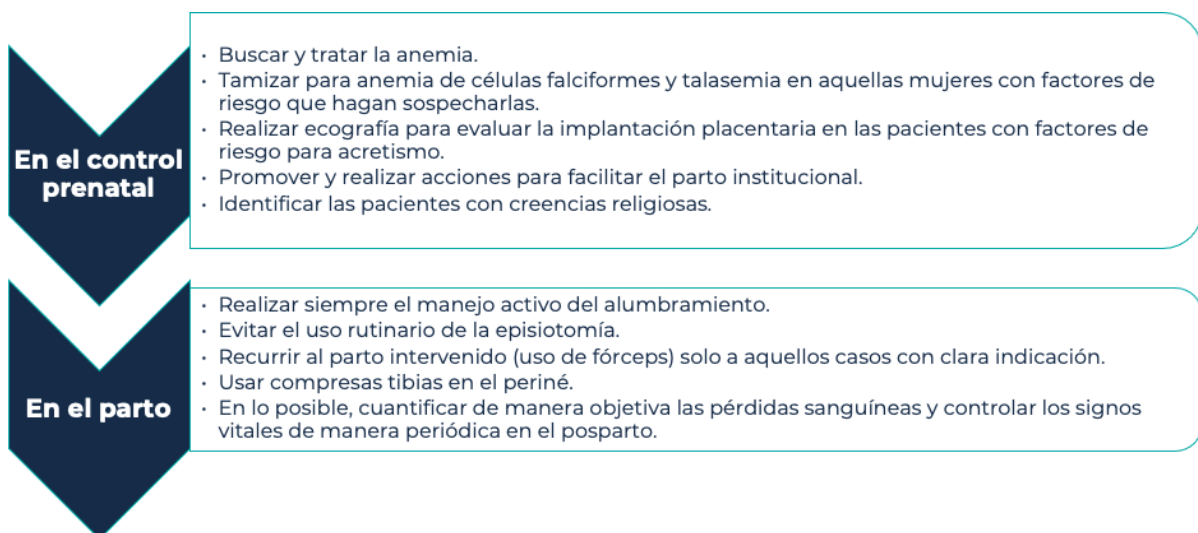 En el control
prenatal
· Buscar y tratar la anemia.
· Tamizar para anemia de células falciformes y talasemia en aquellas mujeres con factores de
riesgo que hagan sospecharlas.
· Realizar ecografía para evaluar la implantación placentaria en las pacientes con factores de
riesgo para acretismo.
· Promover y realizar acciones para facilitar el parto institucional.
· Identificar las pacientes con creencias religiosas.
En el parto
· Realizar siempre el manejo activo del alumbramiento.
· Evitar el uso rutinario de la episiotomía.
· Recurrir al parto intervenido (uso de fórceps) solo a aquellos casos con clara indicación.
· Usar compresas tibias en el periné.
· En lo posible, cuantificar de manera objetiva las pérdidas sanguíneas y controlar los signos
vitales de manera periódica en el posparto.